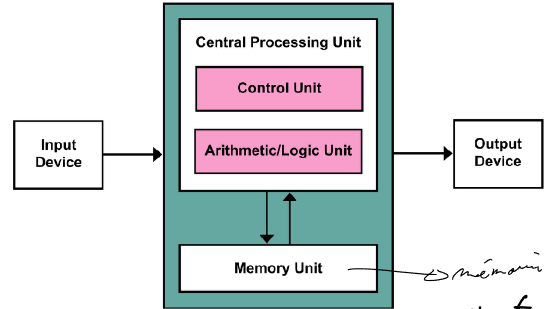 Central Processing Unit
Control Unit
Arithmetic/Logic Unit
Input
Device
Output
Device
Memory Unit